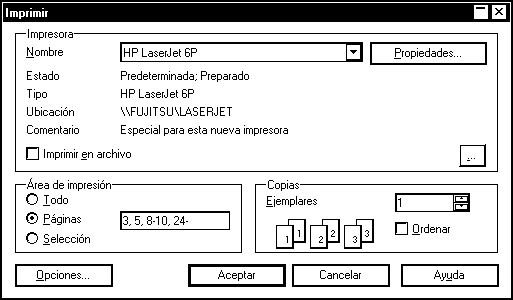 Imprimir
Impresora
Nombre HP LaserJet 6P Propiedades...
Estado Predeterminada; Preparado
Tipo HP LaserJet 6P
Ubicación \\FUJITSU\LASERJET
Comentario Especial para esta nueva impresora
Imprimir en archivo ...
Área de impresión
Todo
Páginas 3, 5, 8-10, 24-
Selección
Copias
Ejemplares 1
1 1 2 2 3 3 Ordenar
Opciones... Aceptar Cancelar Ayuda